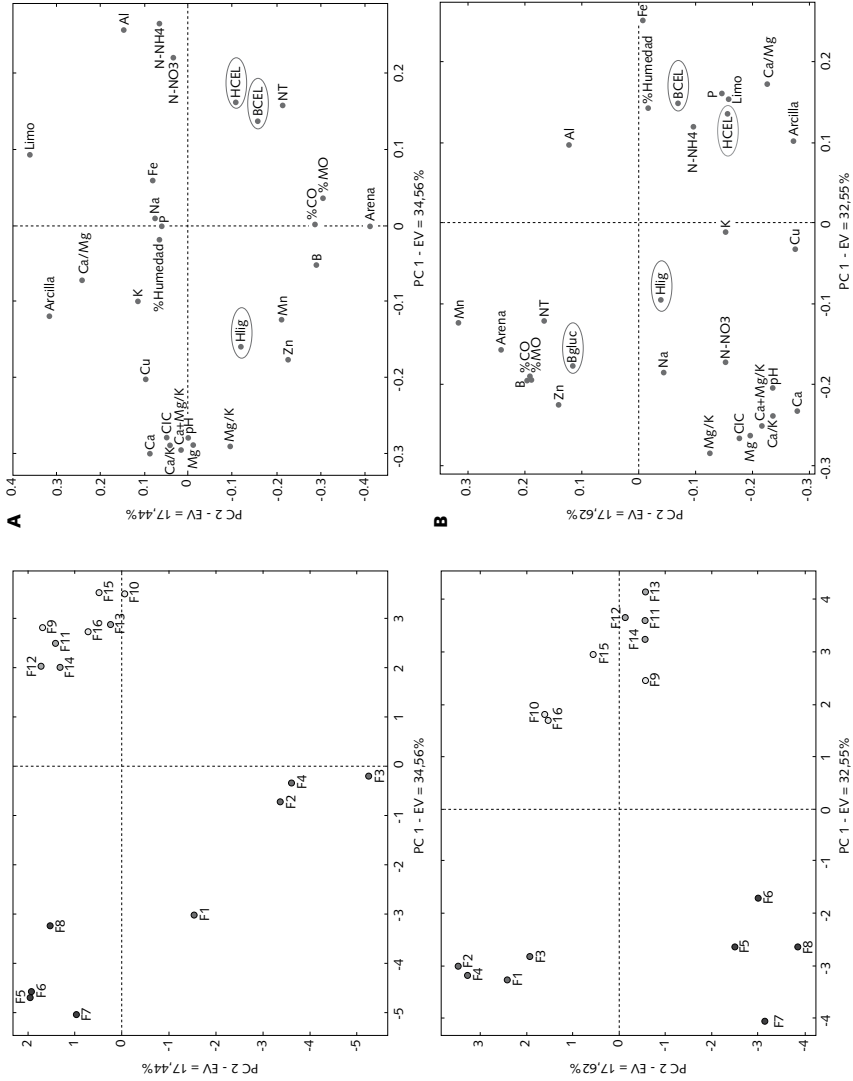 A
PC 2 - EV = 17,44%
2
1
0
-1
-2
-3
-4
-5
F5
F6
F8
F7
F1
F2
F4
F3
F12
F9
F11
F14
F16
F15
F13
F10
-5
-4
-3
-2
-1
0
1
2
3
PC 1 - EV = 34,56%
PC 2 - EV = 17,44%
0.4
0.3
0.2
0.1
0
-0.1
-0.2
-0.3
-0.4
Limo
Arcilla
Ca/Mg
Al
K
Cu
Fe
Na
P
%Humedad
N-NH4
N-NO3
Ca
CIC
Ca/K
Ca+Mg/K
pH
Mg
Mg/K
Hlig
HCEL
BCEL
NT
Mn
Zn
B
%CO
%MO
Arena
-0.3
-0.2
-0.1
0
0.1
0.2
PC 1 - EV = 34,56%
B
PC 2 - EV = 17,62%
3
2
1
0
-1
-2
-3
-4
F2
F4
F1
F3
F10
F16
F15
F12
F14
F11
F13
F9
F5
F6
F7
F8
-4
-3
-2
-1
0
1
2
3
4
PC 1 - EV = 32,55%
PC 2 - EV = 17,62%
0.3
0.2
0.1
0
-0.1
-0.2
-0.3
Mn
Arena
NT
%CO
%MO
B
Bgluc
Zn
Al
Fe
%Humedad
BCEL
P
Limo
HCEL
N-NH4
Ca/Mg
Arcilla
Hlig
Na
K
N-NO3
Cu
Mg/K
CIC
Mg
Ca+Mg/K
pH
Ca/K
Ca
-0.3
-0.2
-0.1
0
0.1
0.2
PC 1 - EV = 32,55%